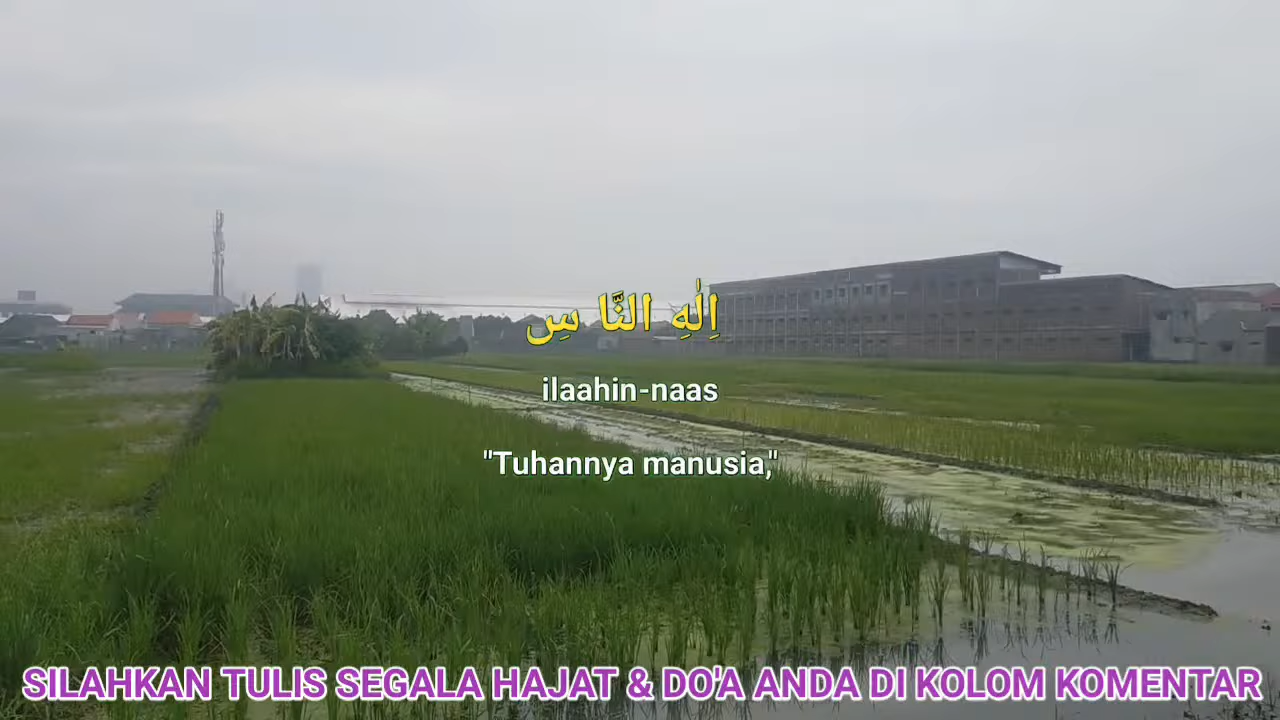 اِلٰهِ النَّا سِ
ilaahin-naas
"Tuhannya manusia,"
SILAHKAN TULIS SEGALA HAJAT & DO'A ANDA DI KOLOM KOMENTAR